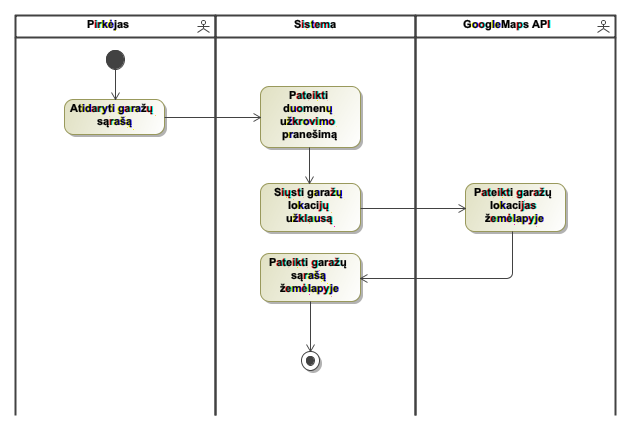 Pirkėjas
Sistema
GoogleMaps API
Atidaryti garažų
sąrašą
Pateikti
duomenų
užkrovimo
pranešimą
Siųsti garažų
lokacijų
užklausą
Pateikti garažų
lokacijas
žemėlapyje
Pateikti garažų
sąrašą
žemėlapyje